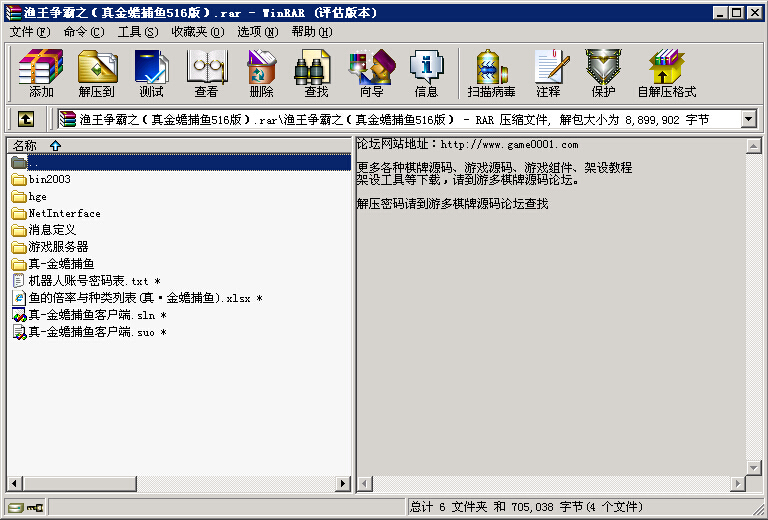 渔王争霸之(真金蟾捕鱼516版).rar - WinRAR (评估版本)
文件(F) 命令(C) 工具(S) 收藏夹(O) 选项(N) 帮助(H)
添加 解压到 测试 查看 删除 查找 向导 信息 扫描病毒 注释 保护 自解压格式
渔王争霸之(真金蟾捕鱼516版).rar\渔王争霸之(真金蟾捕鱼516版) - RAR 压缩文件, 解包大小为 8,899,902 字节
名称
..
bin2003
hge
NetInterface
消息定义
游戏服务器
真-金蟾捕鱼
机器人账号密码表.txt *
鱼的倍率与种类列表(真·金蟾捕鱼).xlsx *
真-金蟾捕鱼客户端.sln *
真-金蟾捕鱼客户端.suo *
论坛网站地址：http://www.game0001.com
更多各种棋牌源码、游戏源码、游戏组件、架设教程
架设工具等下载，请到游多棋牌源码论坛。
解压密码请到游多棋牌源码论坛查找
总计 6 文件夹 和 705,038 字节(4 个文件)